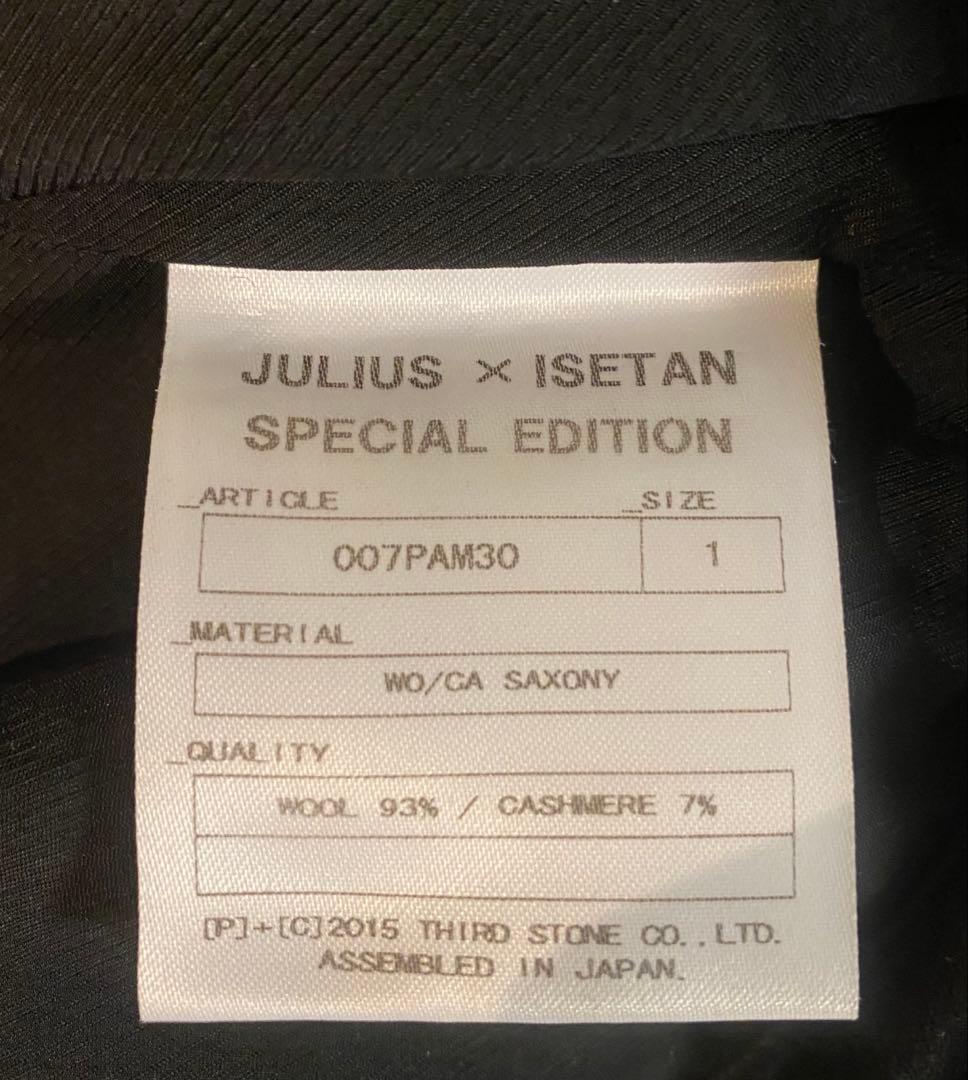 JULIUS × ISETAN
SPECIAL EDITION
_ARTICLE _SIZE
007PAM30 1
_MATERIAL
WO/CA SAXONY
_QUALITY
WOOL 93% / CASHMERE 7%
[P]+[C]2015 THIRD STONE CO.,LTD.
ASSEMBLED IN JAPAN.